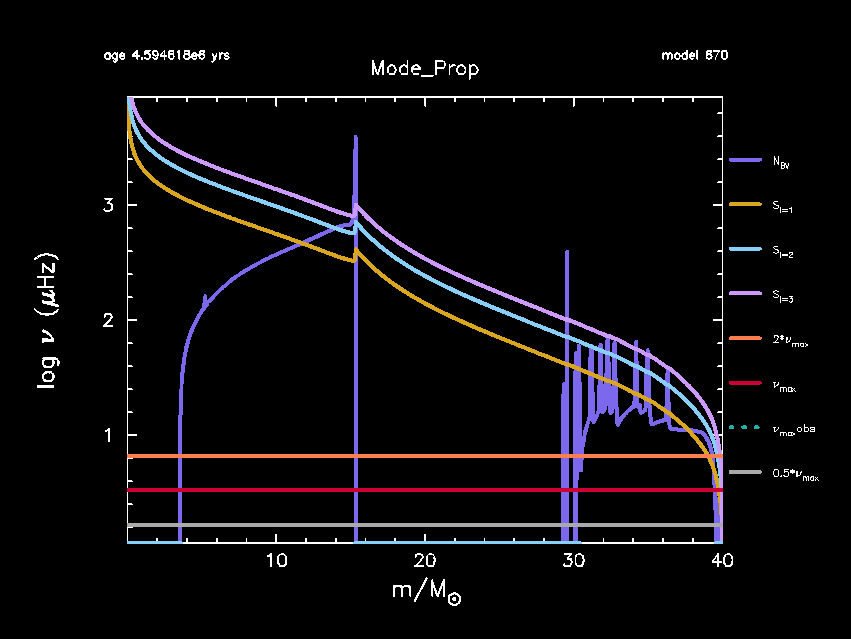 age 4.594618e6 yrs
model 670
Mode_Prop
log ν (μHz)
3
2
1
10
20
30
40
m/M☉
N_BV
S_l=1
S_l=2
S_l=3
2*ν_max
ν_max
ν_max obs
0.5*ν_max